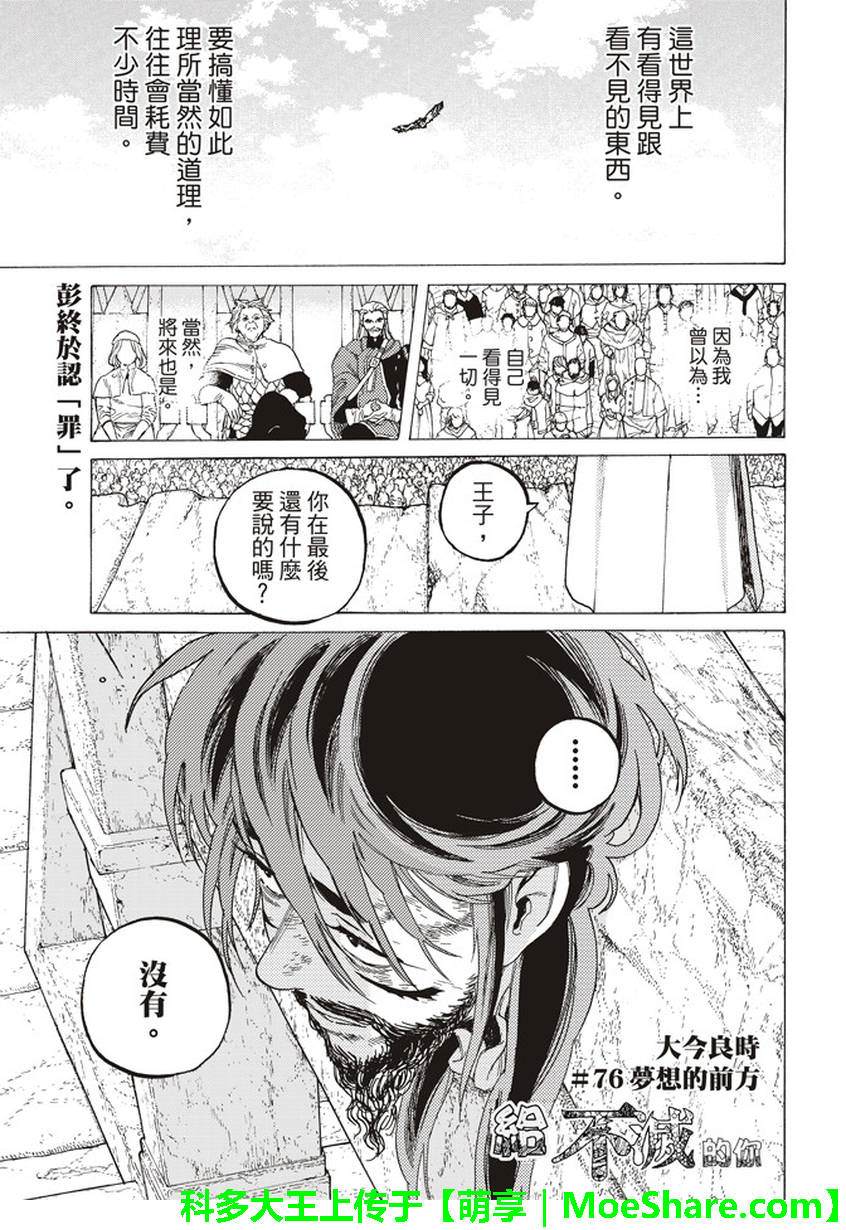 這世界上
有看得見跟
看不見的東西。
要搞懂如此
理所當然的道理，
往往會耗費
不少時間。
因為我
曾以為…
自己
看得見
一切。
當然，
將來也是。
彭終於認「罪」了。
王子，
你在最後
還有什麼
要說的嗎？
……
沒有。
大今良時
＃76 夢想的前方
給不滅的你
科多大王上传于【萌享】|MoeShare.com】